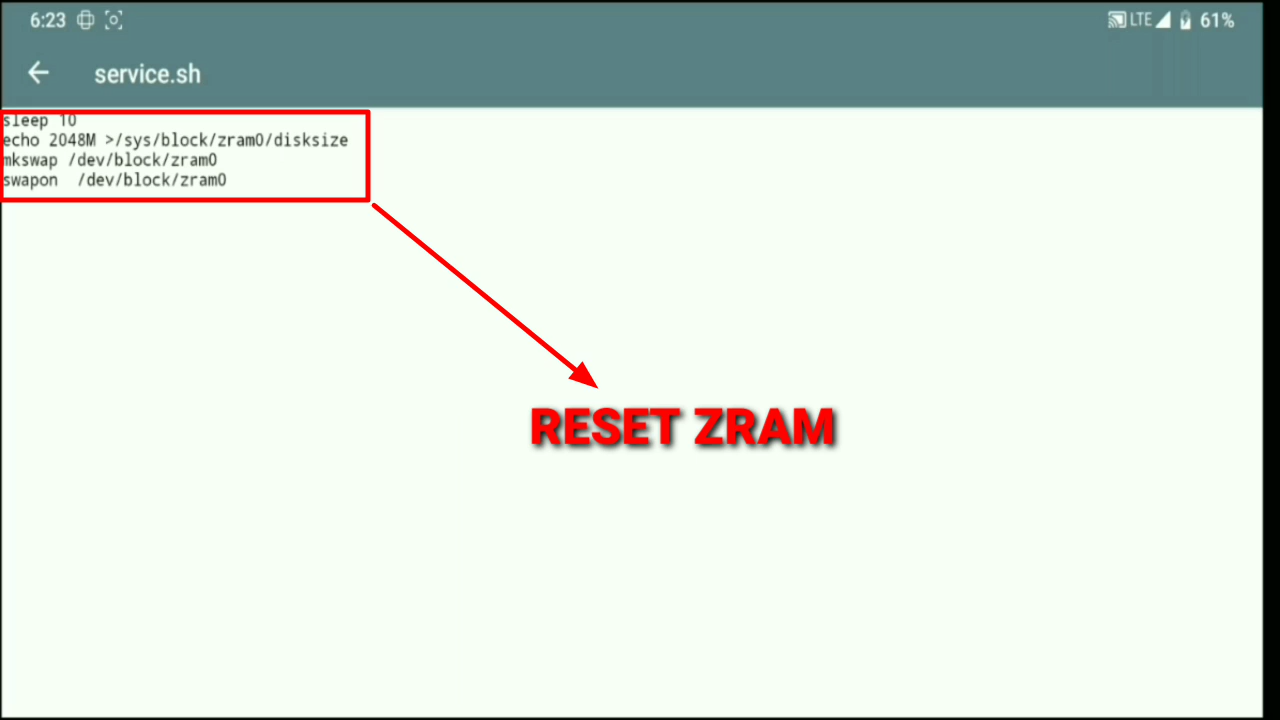 6:23
LTE 61%
service.sh
sleep 10
echo 2048M >/sys/block/zram0/disksize
mkswap /dev/block/zram0
swapon  /dev/block/zram0
RESET ZRAM